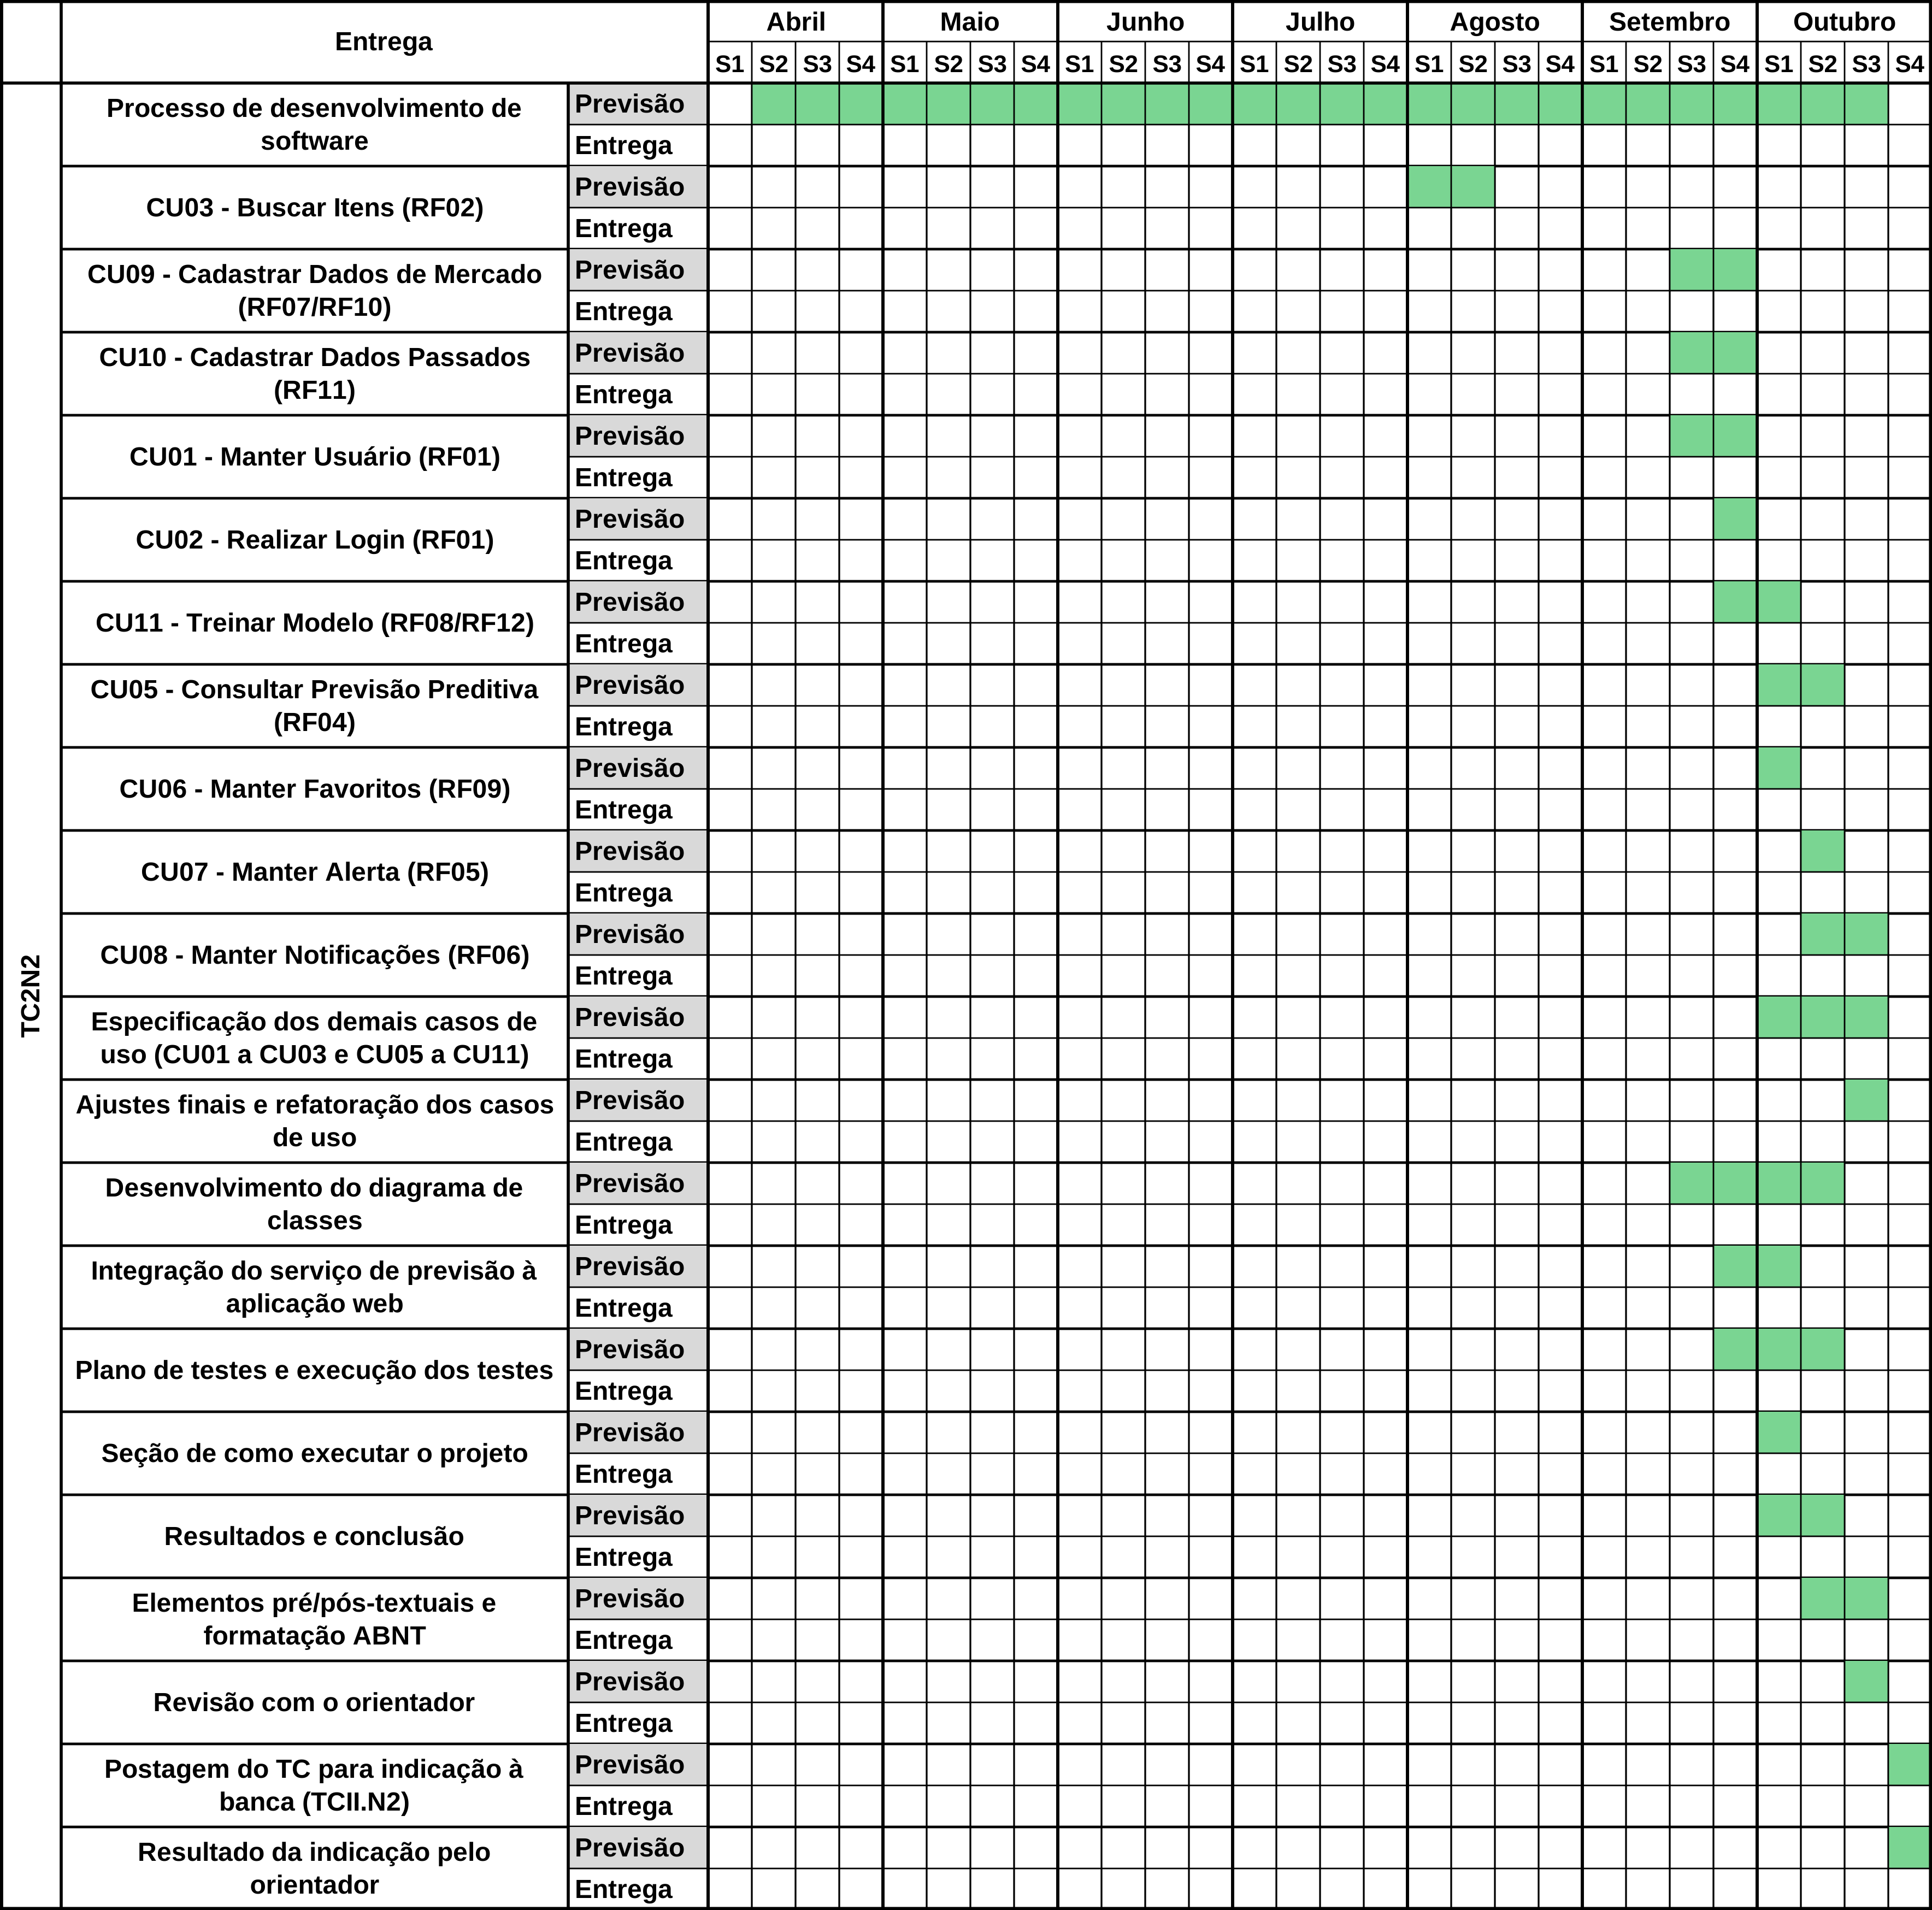 Entrega
Abril Maio Junho Julho Agosto Setembro Outubro
S1 S2 S3 S4 S1 S2 S3 S4 S1 S2 S3 S4 S1 S2 S3 S4 S1 S2 S3 S4 S1 S2 S3 S4 S1 S2 S3 S4
TC2N2
Processo de desenvolvimento de
software
Previsão
Entrega
CU03 - Buscar Itens (RF02)
Previsão
Entrega
CU09 - Cadastrar Dados de Mercado
(RF07/RF10)
Previsão
Entrega
CU10 - Cadastrar Dados Passados
(RF11)
Previsão
Entrega
CU01 - Manter Usuário (RF01)
Previsão
Entrega
CU02 - Realizar Login (RF01)
Previsão
Entrega
CU11 - Treinar Modelo (RF08/RF12)
Previsão
Entrega
CU05 - Consultar Previsão Preditiva
(RF04)
Previsão
Entrega
CU06 - Manter Favoritos (RF09)
Previsão
Entrega
CU07 - Manter Alerta (RF05)
Previsão
Entrega
CU08 - Manter Notificações (RF06)
Previsão
Entrega
Especificação dos demais casos de
uso (CU01 a CU03 e CU05 a CU11)
Previsão
Entrega
Ajustes finais e refatoração dos casos
de uso
Previsão
Entrega
Desenvolvimento do diagrama de
classes
Previsão
Entrega
Integração do serviço de previsão à
aplicação web
Previsão
Entrega
Plano de testes e execução dos testes
Previsão
Entrega
Seção de como executar o projeto
Previsão
Entrega
Resultados e conclusão
Previsão
Entrega
Elementos pré/pós-textuais e
formatação ABNT
Previsão
Entrega
Revisão com o orientador
Previsão
Entrega
Postagem do TC para indicação à
banca (TCII.N2)
Previsão
Entrega
Resultado da indicação pelo
orientador
Previsão
Entrega